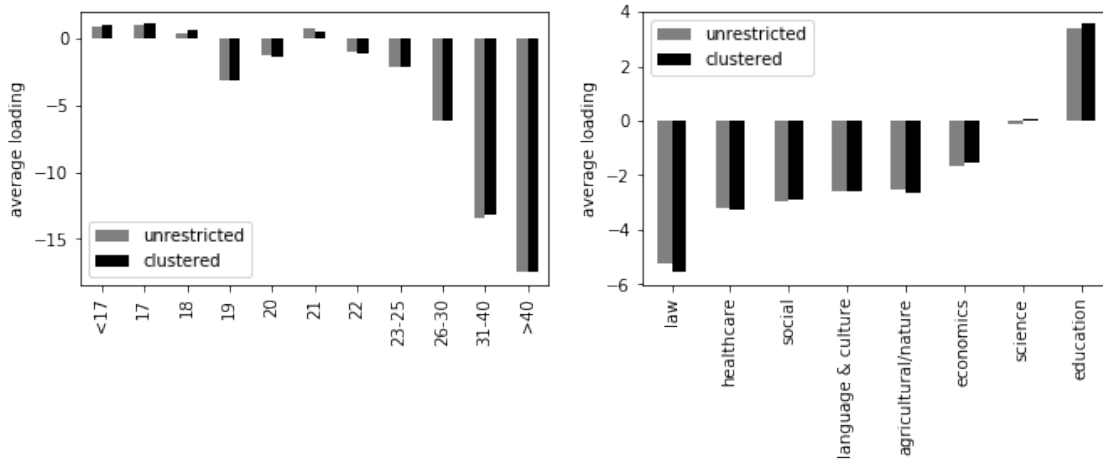 average loading
0
−5
−10
−15
unrestricted
clustered
<17
17
18
19
20
21
22
23-25
26-30
31-40
>40
average loading
4
2
0
−2
−4
−6
unrestricted
clustered
law
healthcare
social
language & culture
agricultural/nature
economics
science
education